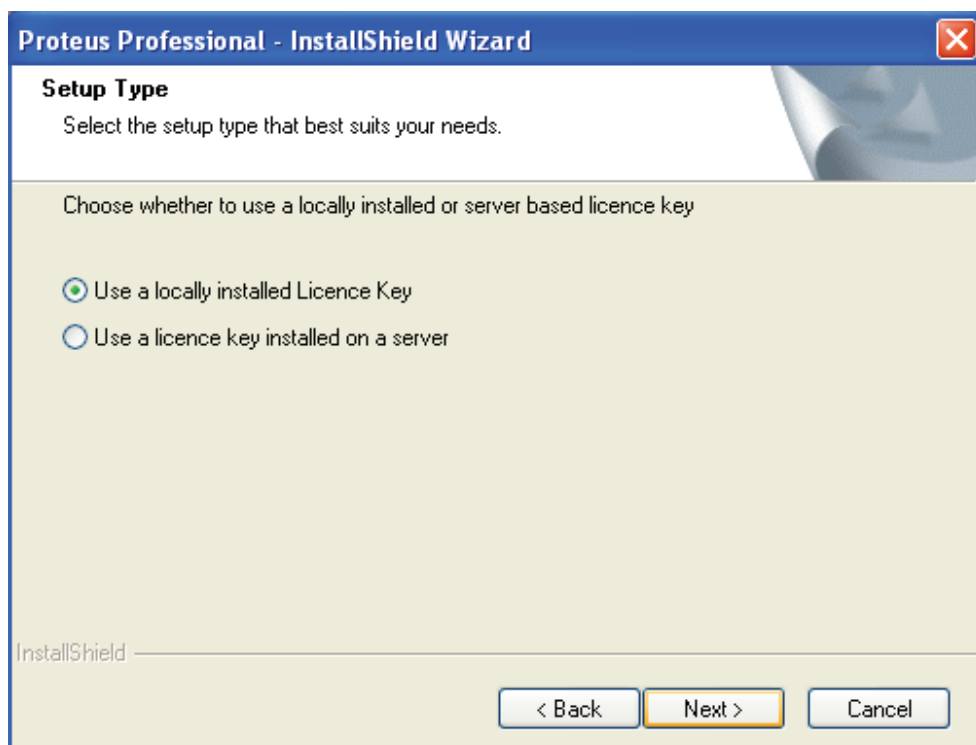 Proteus Professional - InstallShield Wizard
Setup Type
Select the setup type that best suits your needs.
Choose whether to use a locally installed or server based licence key
Use a locally installed Licence Key
Use a licence key installed on a server
InstallShield
< Back Next > Cancel